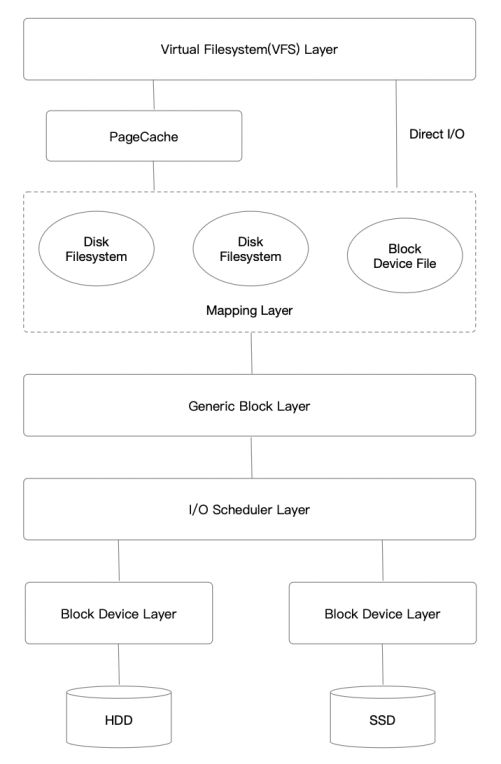 Virtual Filesystem(VFS) Layer
PageCache
Direct I/O
Disk
Filesystem
Disk
Filesystem
Block
Device File
Mapping Layer
Generic Block Layer
I/O Scheduler Layer
Block Device Layer
Block Device Layer
HDD
SSD